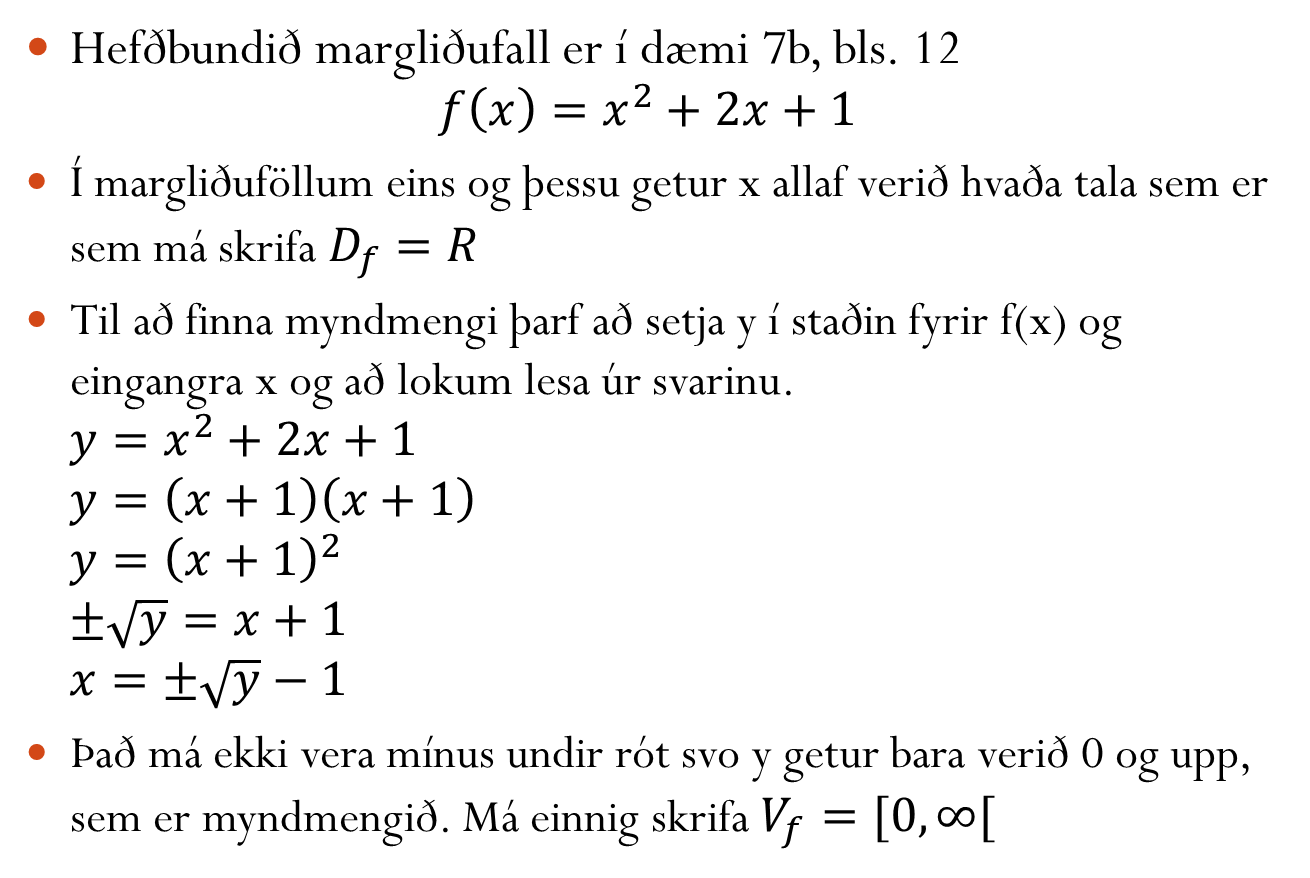 • Hefðbundið margliðufall er í dæmi 7b, bls. 12
f(x) = x² + 2x + 1
• Í margliðuföllum eins og þessu getur x allaf verið hvaða tala sem er
sem má skrifa D_f = R
• Til að finna myndmengi þarf að setja y í staðin fyrir f(x) og
eingangra x og að lokum lesa úr svarinu.
y = x² + 2x + 1
y = (x + 1)(x + 1)
y = (x + 1)²
±√y = x + 1
x = ±√y − 1
• Það má ekki vera mínus undir rót svo y getur bara verið 0 og upp,
sem er myndmengið. Má einnig skrifa V_f = [0, ∞[